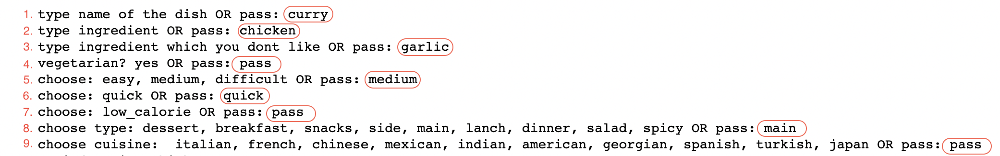 1. type name of the dish OR pass: curry
2. type ingredient OR pass: chicken
3. type ingredient which you dont like OR pass: garlic
4. vegetarian? yes OR pass: pass
5. choose: easy, medium, difficult OR pass: medium
6. choose: quick OR pass: quick
7. choose: low_calorie OR pass: pass
8. choose type: dessert, breakfast, snacks, side, main, lanch, dinner, salad, spicy OR pass: main
9. choose cuisine:  italian, french, chinese, mexican, indian, american, georgian, spanish, turkish, japan OR pass: pass